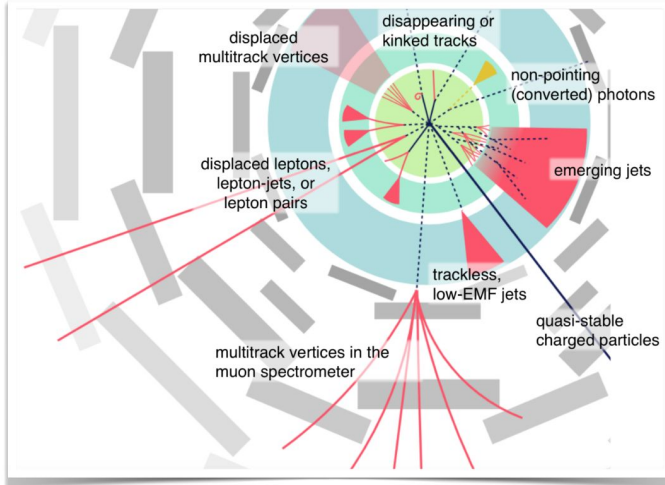 displaced
multitrack vertices
disappearing or
kinked tracks
non-pointing
(converted) photons
displaced leptons,
lepton-jets, or
lepton pairs
emerging jets
trackless,
low-EMF jets
quasi-stable
charged particles
multitrack vertices in the
muon spectrometer